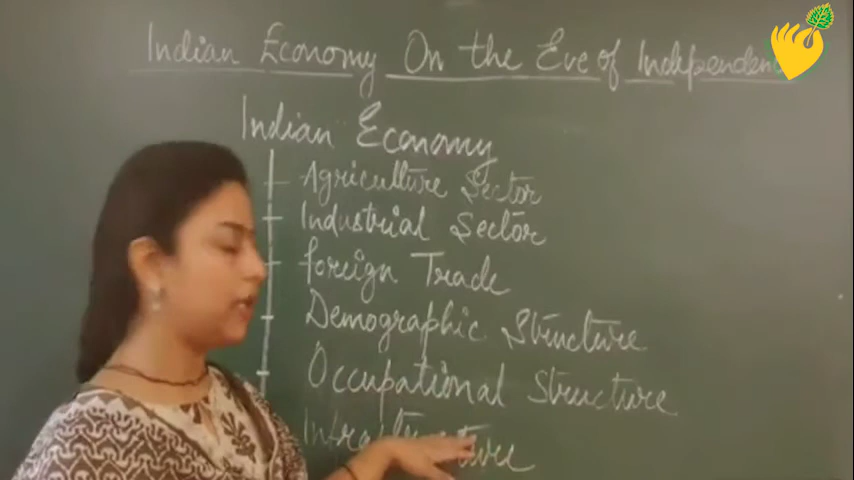 Indian Economy On the Eve of Independence
Indian Economy
Agriculture Sector
Industrial Sector
Foreign Trade
Demographic Structure
Occupational Structure
Infrastructure